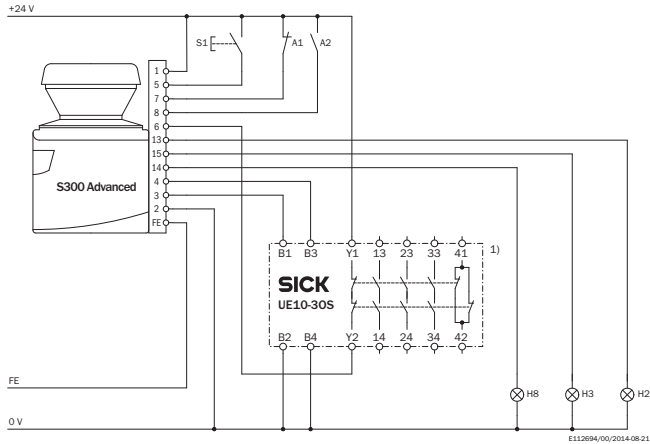 +24 V
S1
A1
A2
1
5
7
8
6
13
15
14
4
3
2
FE
S300 Advanced
B1 B3 Y1 13 23 33 41
1)
SICK
UE10-30S
B2 B4 Y2 14 24 34 42
FE
H8
H3
H2
0 V
E112694/00/2014-08-21